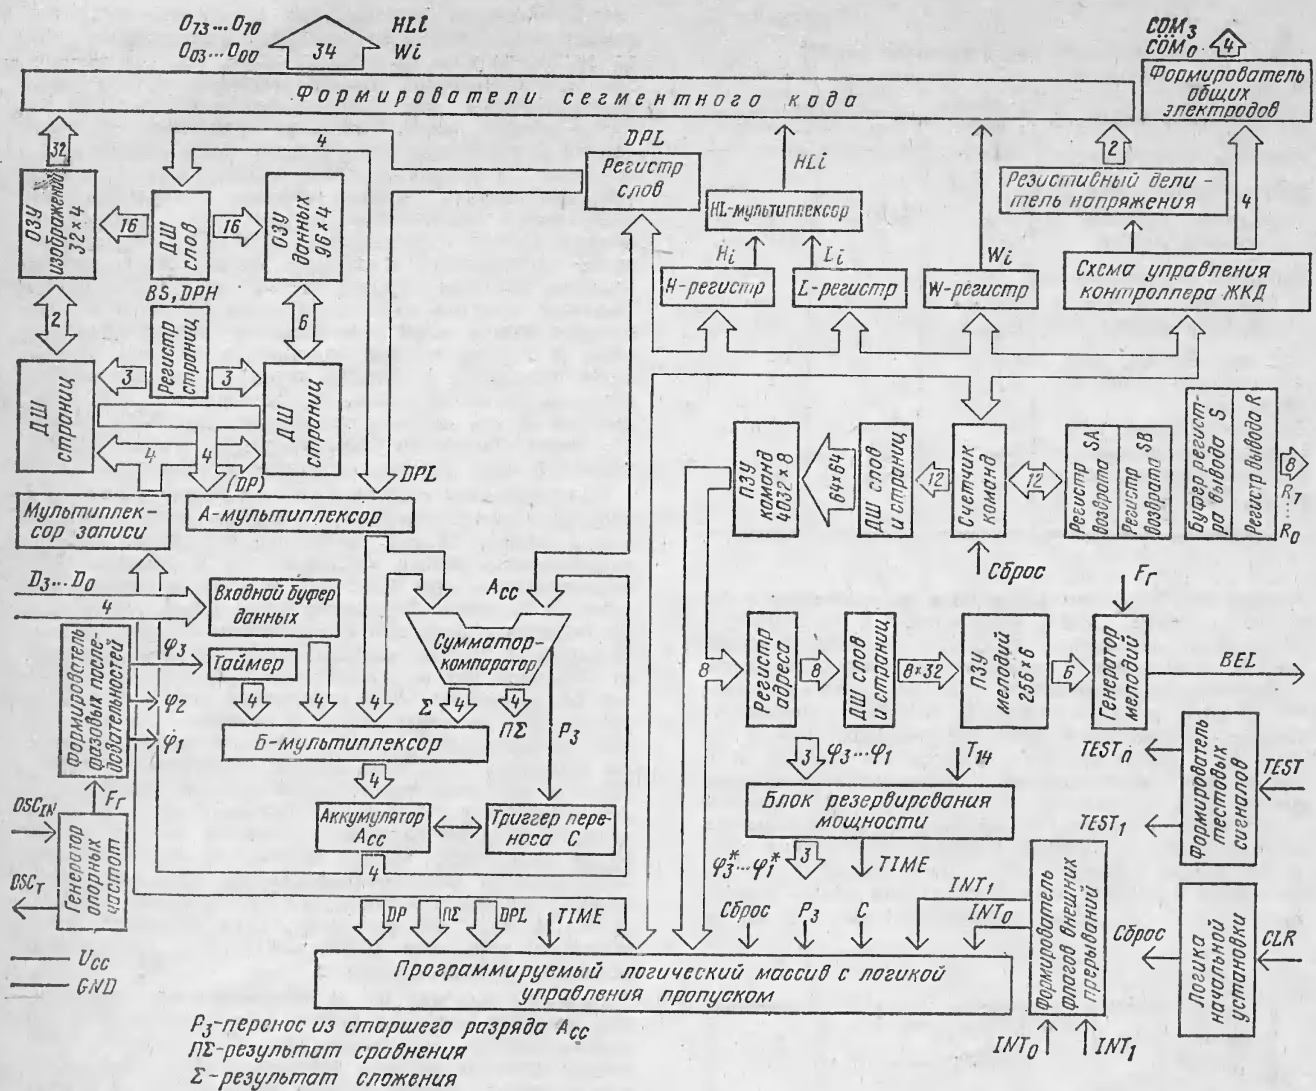 O73...O70
O03...O00
34
HLi
Wi
COM3
COM0
4
Формирователи сегментного кода
Формирователь
общих
электродов
32
4
DPL
HLi
2
4
ОЗУ
изображений
32×4
16
ДШ
слов
16
ОЗУ
данных
96×4
Регистр
слов
HL-мультиплексор
Резистивный дели-
тель напряжения
Hi
Li
Wi
BS, DPH
H-регистр
L-регистр
W-регистр
Схема управления
контроллера ЖКД
2
6
ДШ
страниц
3
Регистр
страниц
3
ДШ
страниц
4
4
(DP)
DPL
ПЗУ
команд
4032×8
64×64
ДШ слов
и страниц
12
Счетчик
команд
12
Регистр
возврата SA
Регистр
возврата SB
Буфер регист-
ра вывода S
Регистр вывода R
8
R7
...
R0
Мультиплек-
сор записи
А-мультиплексор
Сброс
Fг
D3...D0
4
Входной буфер
данных
Acc
Сумматор-
компаратор
Формирователь
фазовых после-
довательностей
φ3
φ2
φ1
Таймер
4
4
4
4
4
Σ
ПΣ
P3
Б-мультиплексор
8
Регистр
адреса
8
ДШ слов
и страниц
8×32
ПЗУ
мелодий
256×6
6
Генератор
мелодий
BEL
3
φ3...φ1
T14
TEST0
TEST1
Формирователь
тестовых
сигналов
TEST
4
Fг
OSCIN
OSCT
Генератор
опорных
частот
Аккумулятор
Acc
Триггер пере-
носа C
4
Блок резервирования
мощности
φ3*...φ1*
3
TIME
UCC
GND
DP
ПΣ
DPL
TIME
Сброс
P3
C
INT1
INT0
Формирователь
флагов внешних
прерываний
Сброс
Логика
начальной
установки
CLR
Программируемый логический массив с логикой
управления пропуском
INT0
INT1
P3-перенос из старшего разряда Acc
ПΣ-результат сравнения
Σ-результат сложения